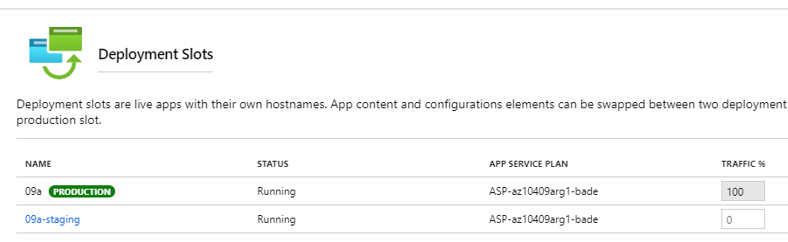 Deployment Slots
Deployment slots are live apps with their own hostnames. App content and configurations elements can be swapped between two deployment
production slot.
NAME STATUS APP SERVICE PLAN TRAFFIC %
09a PRODUCTION Running ASP-az10409arg1-bade 100
09a-staging Running ASP-az10409arg1-bade 0